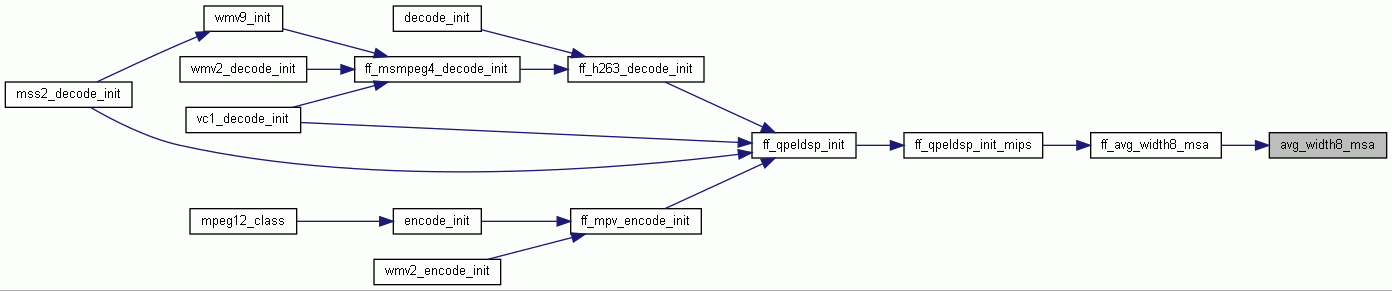 wmv9_init
decode_init
wmv2_decode_init
ff_msmpeg4_decode_init
ff_h263_decode_init
mss2_decode_init
vc1_decode_init
ff_qpeldsp_init
ff_qpeldsp_init_mips
ff_avg_width8_msa
avg_width8_msa
mpeg12_class
encode_init
ff_mpv_encode_init
wmv2_encode_init